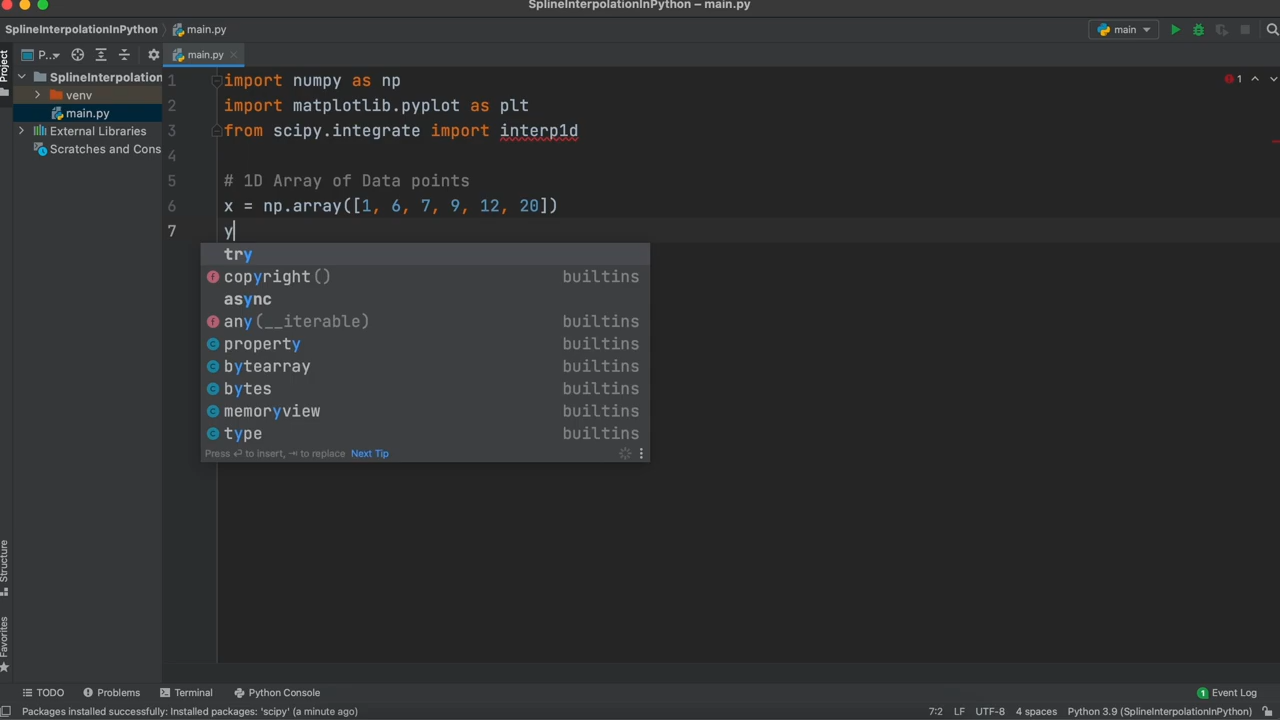 SplineInterpolationInPython – main.py
SplineInterpolationInPython main.py
main
P...
main.py
Project
SplineInterpolation
venv
main.py
External Libraries
Scratches and Cons
1 import numpy as np
2 import matplotlib.pyplot as plt
3 from scipy.integrate import interp1d
4
5 # 1D Array of Data points
6 x = np.array([1, 6, 7, 9, 12, 20])
7 y
1
try
copyright() builtins
async
any(__iterable) builtins
property builtins
bytearray builtins
bytes builtins
memoryview builtins
type builtins
Press ↵ to insert, ⇥ to replace Next Tip
Structure
Favorites
TODO Problems Terminal Python Console 1 Event Log
Packages installed successfully: Installed packages: 'scipy' (a minute ago) 7:2 LF UTF-8 4 spaces Python 3.9 (SplineInterpolationInPython)